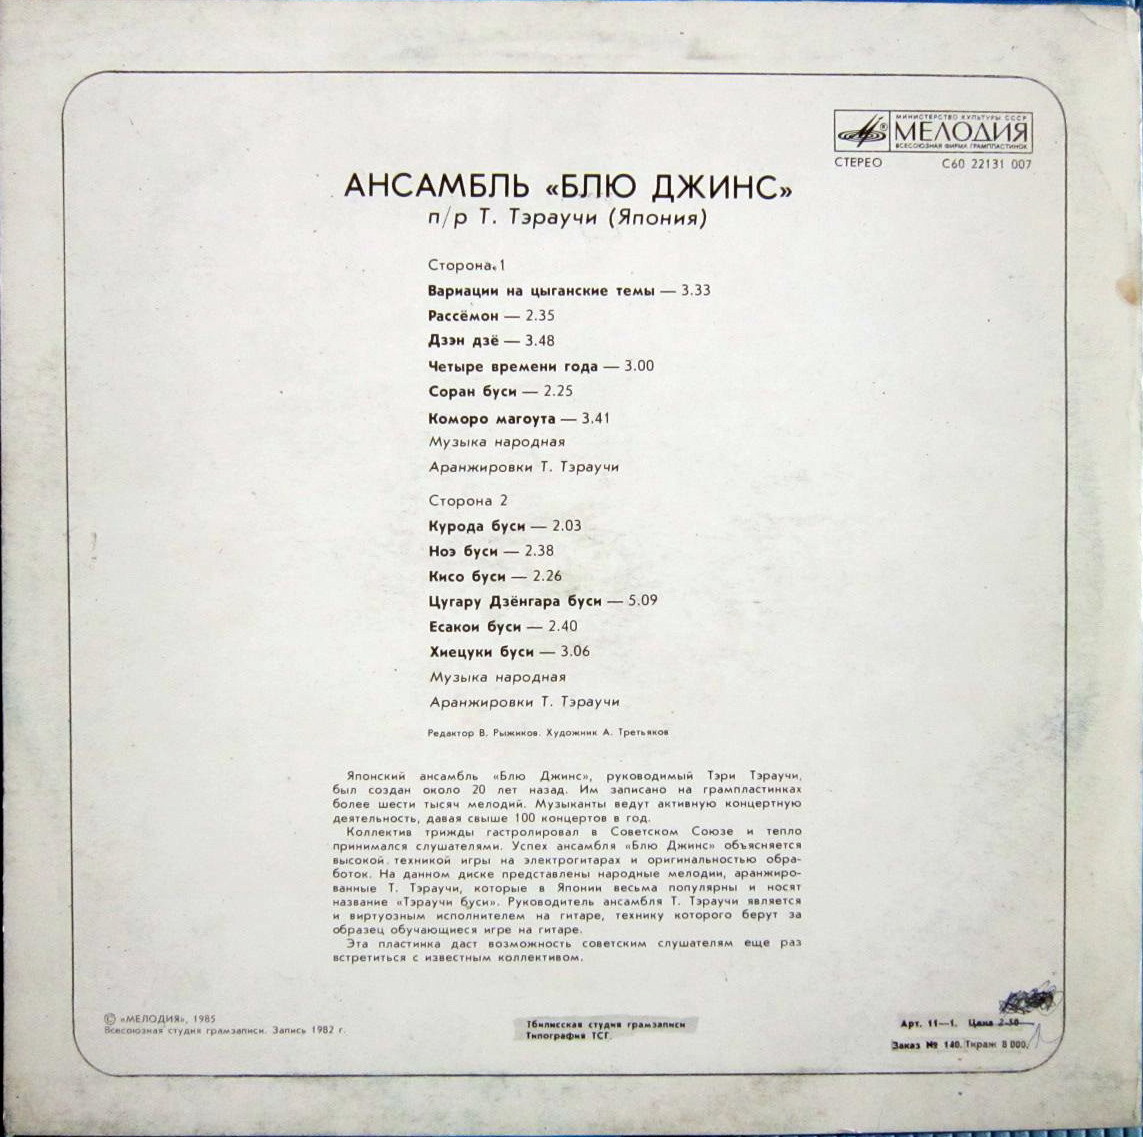 МИНИСТЕРСТВО КУЛЬТУРЫ СССР
МЕЛОДИЯ
ВСЕСОЮЗНАЯ ФИРМА ГРАМПЛАСТИНОК
СТЕРЕО С60 22131 007
АНСАМБЛЬ «БЛЮ ДЖИНС»
п/р Т. Тэраучи (Япония)
Сторона 1
Вариации на цыганские темы — 3.33
Рассёмон — 2.35
Дзэн дзё — 3.48
Четыре времени года — 3.00
Соран буси — 2.25
Коморо магоута — 3.41
Музыка народная
Аранжировки Т. Тэраучи
Сторона 2
Курода буси — 2.03
Ноэ буси — 2.38
Кисо буси — 2.26
Цугару Дзёнгара буси — 5.09
Есакои буси — 2.40
Хиецуки буси — 3.06
Музыка народная
Аранжировки Т. Тэраучи
Редактор В. Рыжиков. Художник А. Третьяков
Японский ансамбль «Блю Джинс», руководимый Тэри Тэраучи,
был создан около 20 лет назад. Им записано на грампластинках
более шести тысяч мелодий. Музыканты ведут активную концертную
деятельность, давая свыше 100 концертов в год.
Коллектив трижды гастролировал в Советском Союзе и тепло
принимался слушателями. Успех ансамбля «Блю Джинс» объясняется
высокой техникой игры на электрогитарах и оригинальностью обра-
боток. На данном диске представлены народные мелодии, аранжиро-
ванные Т. Тэраучи, которые в Японии весьма популярны и носят
название «Тэраучи буси». Руководитель ансамбля Т. Тэраучи является
и виртуозным исполнителем на гитаре, технику которого берут за
образец обучающиеся игре на гитаре.
Эта пластинка даст возможность советским слушателям еще раз
встретиться с известным коллективом.
© «МЕЛОДИЯ», 1985
Всесоюзная студия грамзаписи. Запись 1982 г.
Тбилисская студия грамзаписи
Типография ТСГ
Арт. 11—1. Цена 2-50
Заказ № 140. Тираж 8 000.